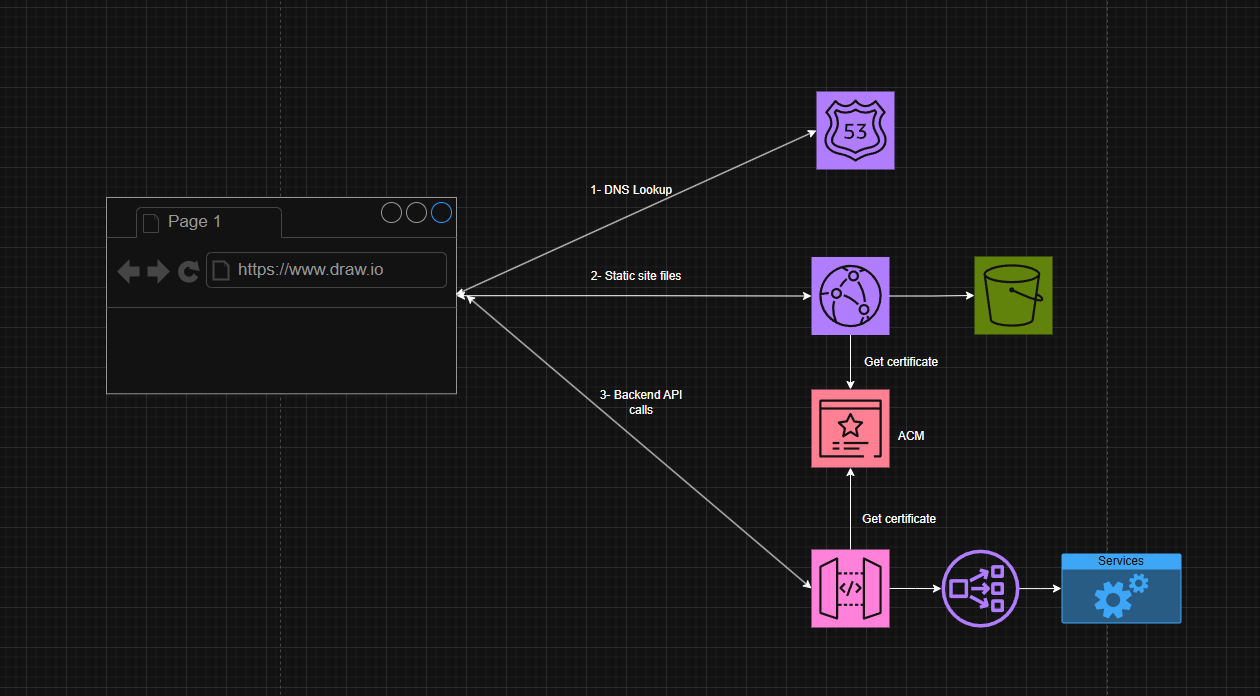 53
1- DNS Lookup
Page 1
https://www.draw.io
2- Static site files
Get certificate
3- Backend API
calls
ACM
Get certificate
</>
Services